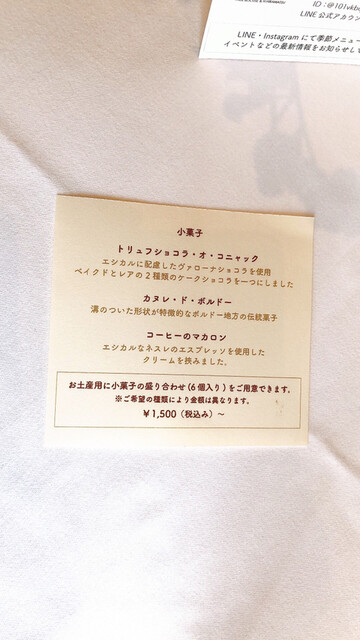 ID：@101vkb
LINE 公式アカウン
LINE・Instagram にて季節メニュー
イベントなどの最新情報をお知らせし
小菓子
トリュフショコラ・オ・コニャック
エシカルに配慮したヴァローナショコラを使用
ベイクドとレアの２種類のケークショコラを一つにしました
カヌレ・ド・ボルドー
溝のついた形状が特徴的なボルドー地方の伝統菓子
コーヒーのマカロン
エシカルなネスレのエスプレッソを使用した
クリームを挟みました。
お土産用に小菓子の盛り合わせ(6個入り)をご用意できます。
※ご希望の種類により金額は異なります。
￥1,500（税込み）～